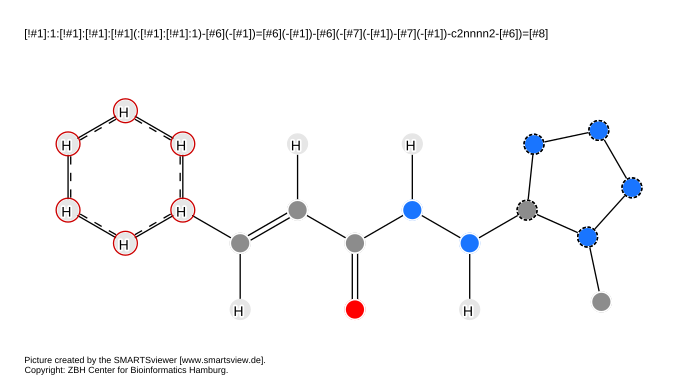 [!#1]:1:[!#1]:[!#1]:[!#1](:[!#1]:[!#1]:1)-[#6](-[#1])=[#6](-[#1])-[#6](-[#7](-[#1])-[#7](-[#1])-c2nnnn2-[#6])=[#8]
H
H H H H
H H
H
H H
Picture created by the SMARTSviewer [www.smartsview.de].
Copyright: ZBH Center for Bioinformatics Hamburg.